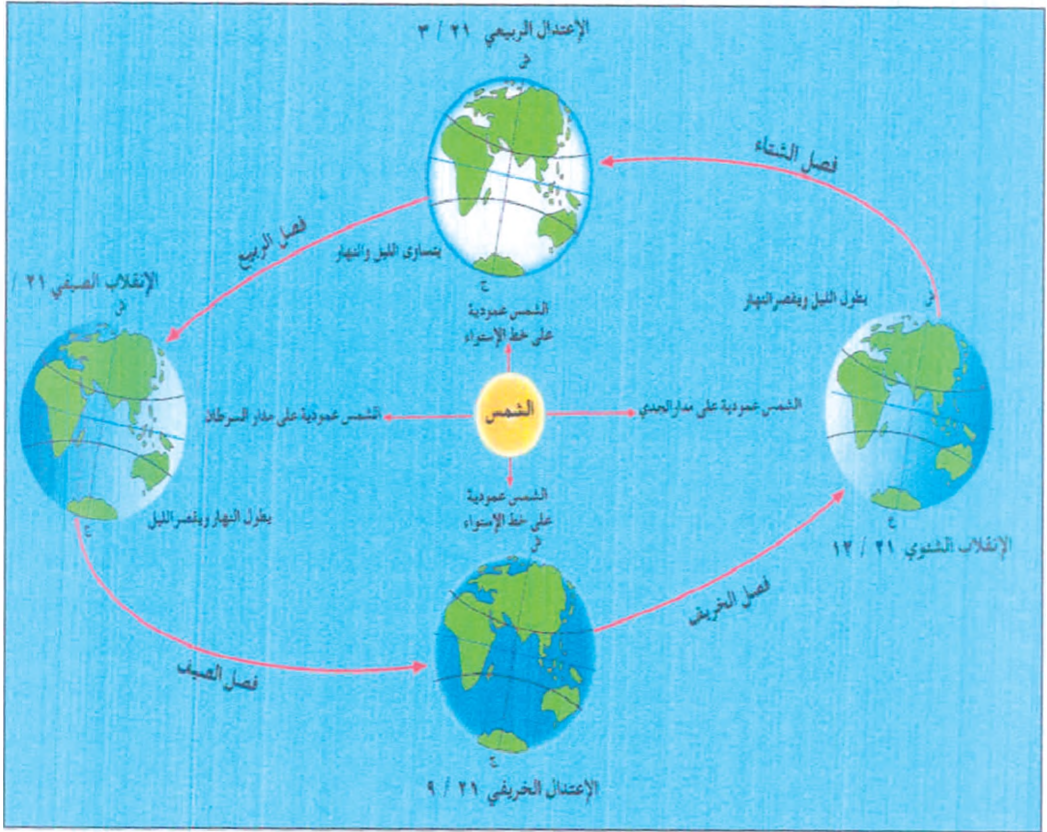 الإعتدال الربيعي ٢١ / ٣
ش
فصل الشتاء
فصل الربيع
يتساوى الليل والنهار
ج
الإنقلاب الصيفي ٢١ /
ش
الشمس عمودية
على خط الإستواء
يطول الليل ويقصر النهار
ش
الشمس عمودية على مدار السرطان
الشمس
الشمس عمودية على مدار الجدي
يطول النهار ويقصر الليل
ج
الشمس عمودية
على خط الإستواء
ش
ج
الإنقلاب الشتوي ٢١ / ١٢
فصل الخريف
فصل الصيف
ج
الإعتدال الخريفي ٢١ / ٩